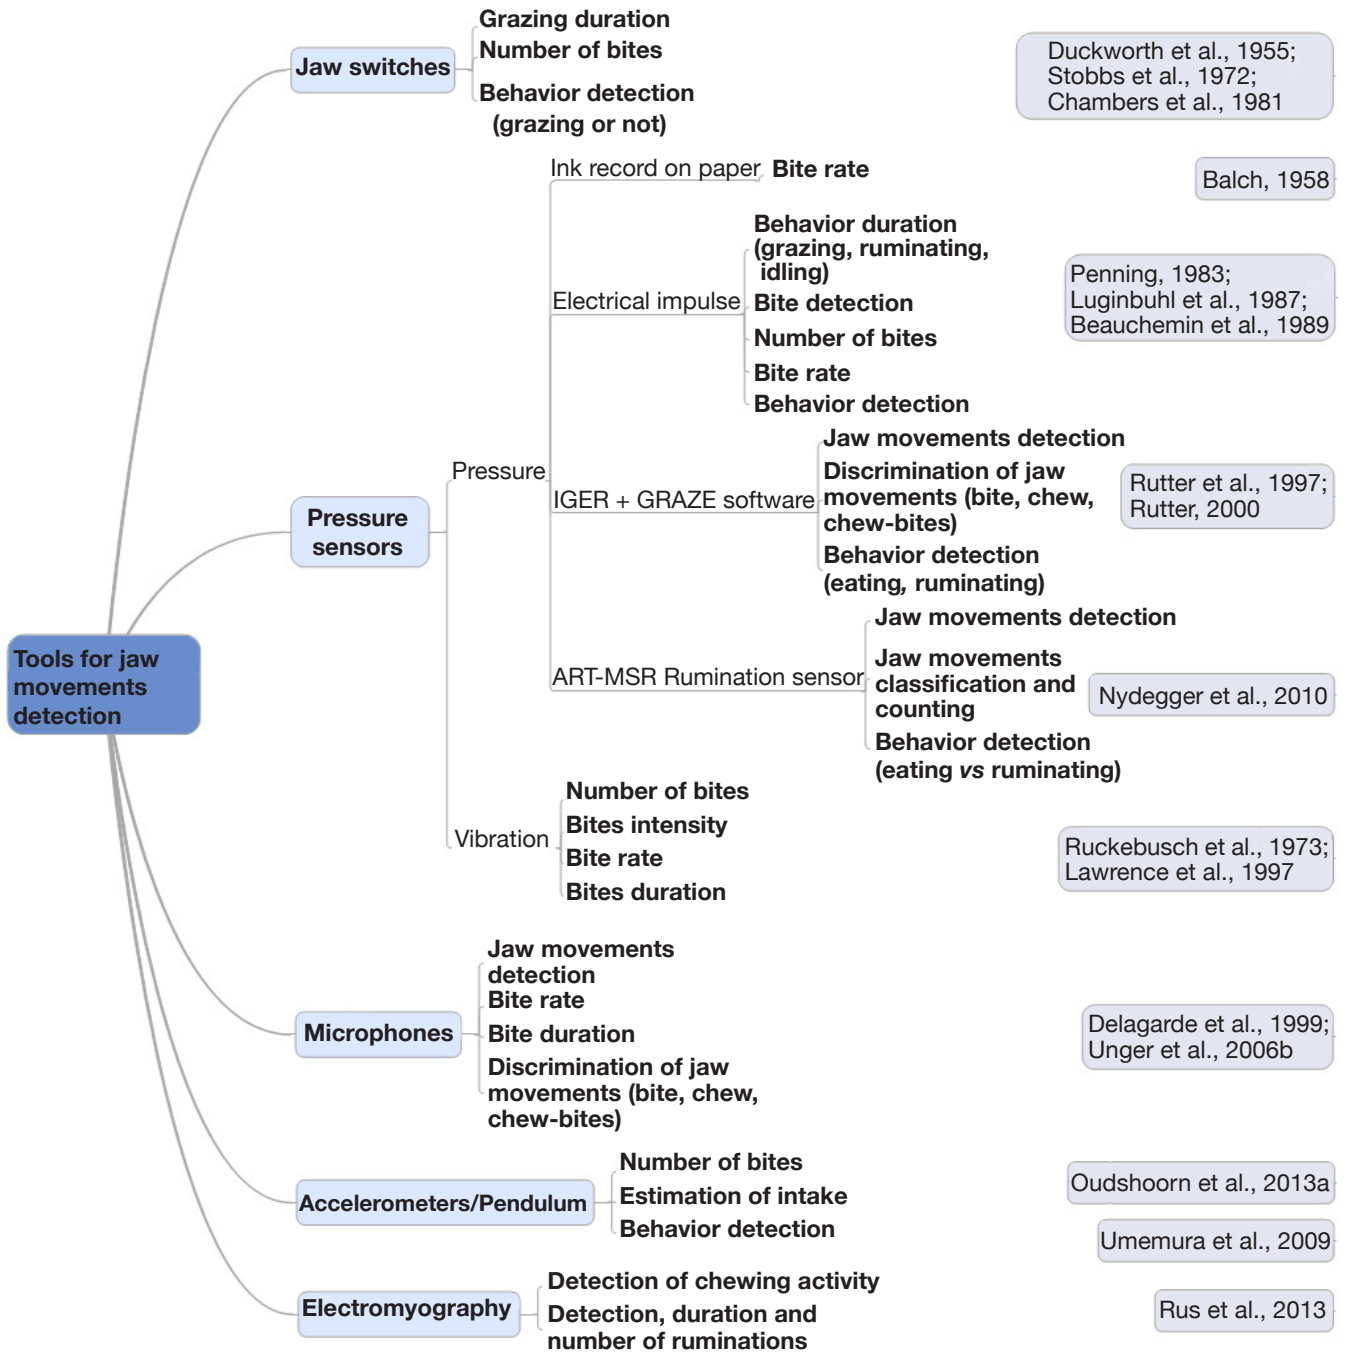 Tools for jaw
movements
detection
Jaw switches
Grazing duration
Number of bites
Behavior detection
(grazing or not)
Duckworth et al., 1955;
Stobbs et al., 1972;
Chambers et al., 1981
Pressure
sensors
Pressure
Ink record on paper
Bite rate
Balch, 1958
Electrical impulse
Behavior duration
(grazing, ruminating,
idling)
Bite detection
Number of bites
Bite rate
Behavior detection
Penning, 1983;
Luginbuhl et al., 1987;
Beauchemin et al., 1989
IGER + GRAZE software
Jaw movements detection
Discrimination of jaw
movements (bite, chew,
chew-bites)
Behavior detection
(eating, ruminating)
Rutter et al., 1997;
Rutter, 2000
ART-MSR Rumination sensor
Jaw movements detection
Jaw movements
classification and
counting
Behavior detection
(eating vs ruminating)
Nydegger et al., 2010
Vibration
Number of bites
Bites intensity
Bite rate
Bites duration
Ruckebusch et al., 1973;
Lawrence et al., 1997
Microphones
Jaw movements
detection
Bite rate
Bite duration
Discrimination of jaw
movements (bite, chew,
chew-bites)
Delagarde et al., 1999;
Unger et al., 2006b
Accelerometers/Pendulum
Number of bites
Estimation of intake
Behavior detection
Oudshoorn et al., 2013a
Umemura et al., 2009
Electromyography
Detection of chewing activity
Detection, duration and
number of ruminations
Rus et al., 2013